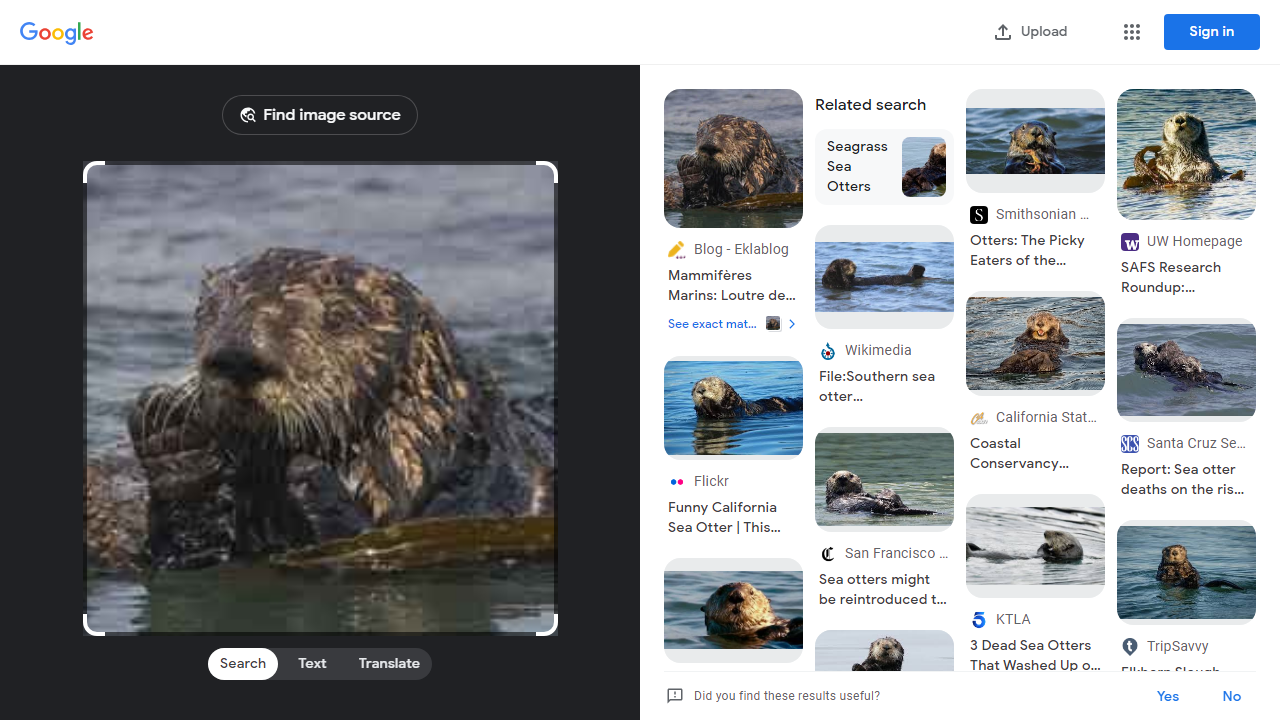 Google
Upload
Sign in
Find image source
Search
Text
Translate
Blog - Eklablog
Mammifères
Marins: Loutre de...
See exact mat...
Flickr
Funny California
Sea Otter | This...
Related search
Seagrass
Sea
Otters
Wikimedia
File:Southern sea
otter...
San Francisco ...
Sea otters might
be reintroduced t...
Smithsonian ...
Otters: The Picky
Eaters of the...
California Stat...
Coastal
Conservancy...
KTLA
3 Dead Sea Otters
That Washed Up o...
UW Homepage
SAFS Research
Roundup:...
Santa Cruz Se...
Report: Sea otter
deaths on the ris...
TripSavvy
Elkhorn Slough
Did you find these results useful?
Yes
No